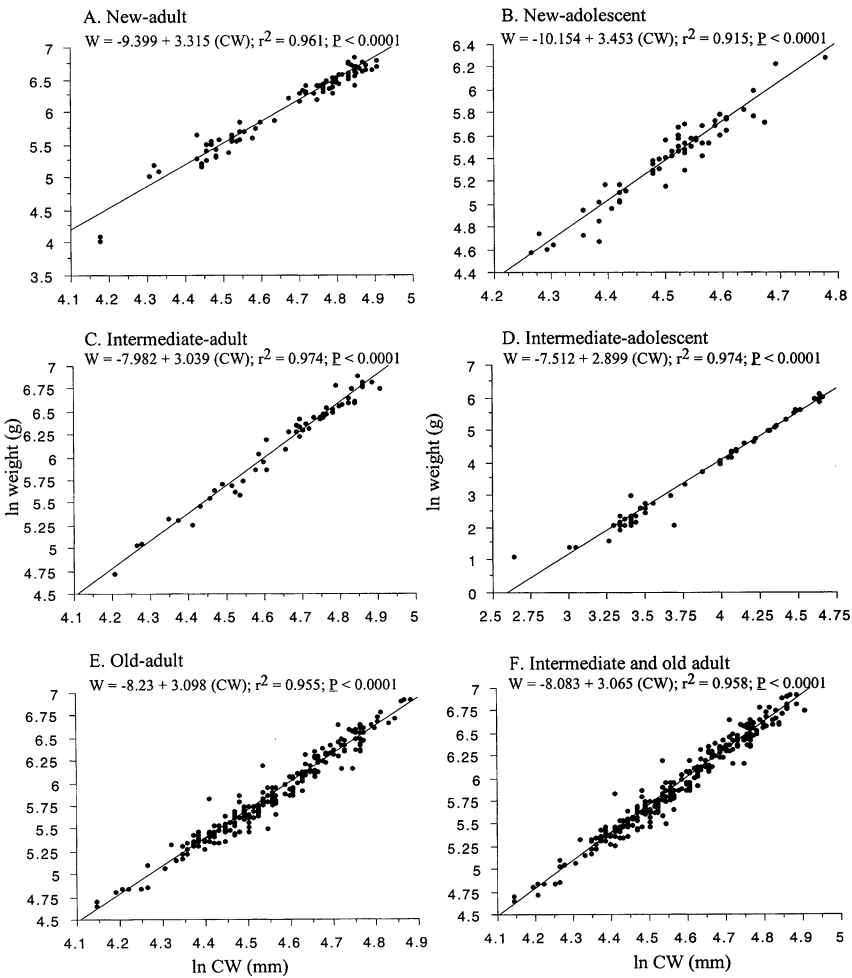 A. New-adult
W = -9.399 + 3.315 (CW); r2 = 0.961; P < 0.0001
7
6.5
6
5.5
5
4.5
4
3.5
4.1 4.2 4.3 4.4 4.5 4.6 4.7 4.8 4.9 5
B. New-adolescent
W = -10.154 + 3.453 (CW); r2 = 0.915; P < 0.0001
6.4
6.2
6
5.8
5.6
5.4
5.2
5
4.8
4.6
4.4
4.2 4.3 4.4 4.5 4.6 4.7 4.8
C. Intermediate-adult
W = -7.982 + 3.039 (CW); r2 = 0.974; P < 0.0001
ln weight (g)
7
6.75
6.5
6.25
6
5.75
5.5
5.25
5
4.75
4.5
4.1 4.2 4.3 4.4 4.5 4.6 4.7 4.8 4.9 5
D. Intermediate-adolescent
W = -7.512 + 2.899 (CW); r2 = 0.974; P < 0.0001
ln weight (g)
7
6
5
4
3
2
1
0
2.5 2.75 3 3.25 3.5 3.75 4 4.25 4.5 4.75
E. Old-adult
W = -8.23 + 3.098 (CW); r2 = 0.955; P < 0.0001
7
6.75
6.5
6.25
6
5.75
5.5
5.25
5
4.75
4.5
4.1 4.2 4.3 4.4 4.5 4.6 4.7 4.8 4.9
ln CW (mm)
F. Intermediate and old adult
W = -8.083 + 3.065 (CW); r2 = 0.958; P < 0.0001
7
6.75
6.5
6.25
6
5.75
5.5
5.25
5
4.75
4.5
4.1 4.2 4.3 4.4 4.5 4.6 4.7 4.8 4.9 5
ln CW (mm)